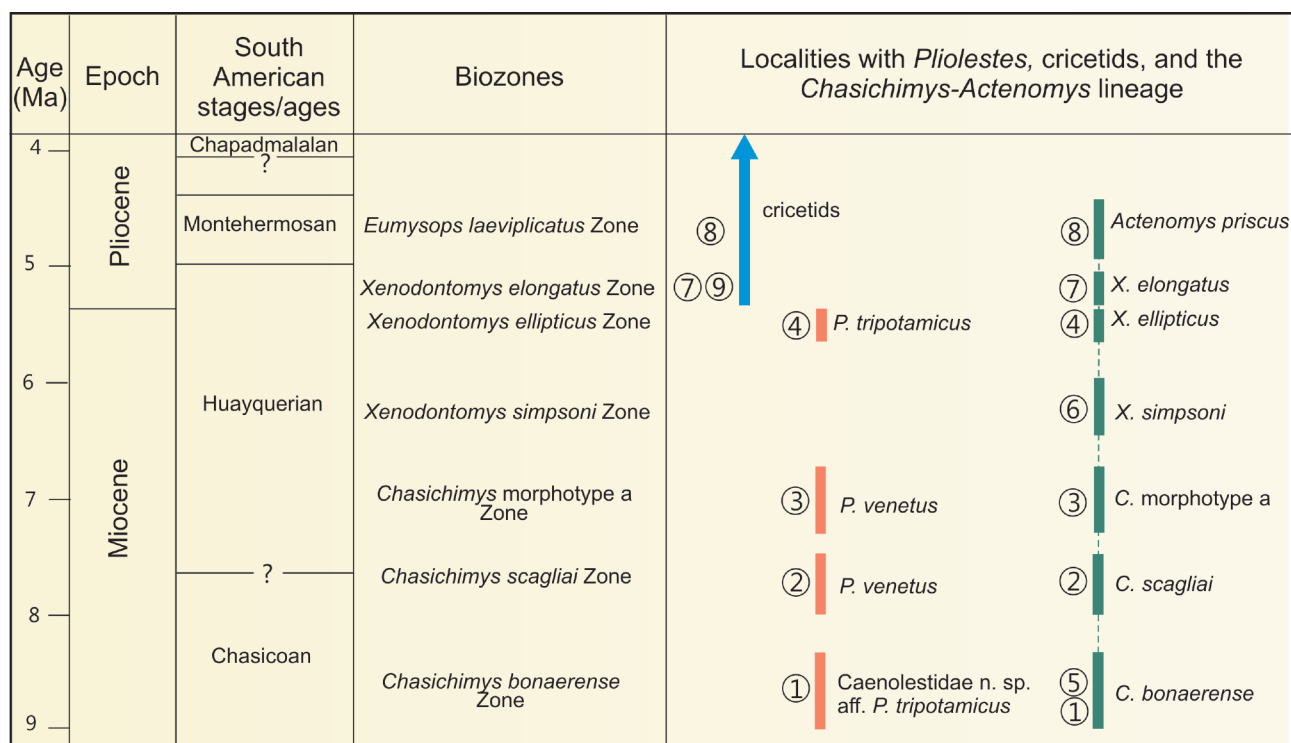 Age
(Ma)
Epoch
South
American
stages/ages
Biozones
Localities with Pliolestes, cricetids, and the
Chasichimys-Actenomys lineage
4
5
6
7
8
9
Pliocene
Miocene
Chapadmalalan
?
Montehermosan
Huayquerian
?
Chasicoan
Eumysops laeviplicatus Zone
Xenodontomys elongatus Zone
Xenodontomys ellipticus Zone
Xenodontomys simpsoni Zone
Chasichimys morphotype a
Zone
Chasichimys scagliai Zone
Chasichimys bonaerense
Zone
cricetids
⑧
⑦ ⑨
④ P. tripotamicus
③ P. venetus
② P. venetus
① Caenolestidae n. sp.
aff. P. tripotamicus
⑧ Actenomys priscus
⑦ X. elongatus
④ X. ellipticus
⑥ X. simpsoni
③ C. morphotype a
② C. scagliai
⑤ C. bonaerense
①